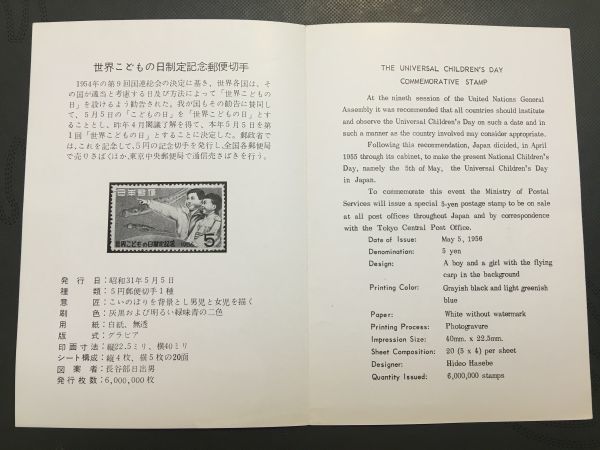 世界こどもの日制定記念郵便切手
1954年の第9回国連総会の決定に基き、世界各国は、そ
の国が適当と考慮する日及び方法によって「世界こどもの
日」を設けるよう勧告された。我が国もその勧告に賛同し
て、5月5日の「こどもの日」を「世界こどもの日」とす
ることとし、昨年4月閣議了解を得て、本年5月5日を第
1回「世界こどもの日」とすることに決定した。郵政省で
は、これを記念して、5円の記念切手を発行し、全国各郵便局
で売りさばくほか、東京中央郵便局で通信売さばきを行う。
日本郵便
世界こどもの日制定記念 1956 5
発行日:昭和31年5月5日
種類:5円郵便切手1種
意匠:こいのぼりを背景とし男児と女児を描く
刷色:灰黒および明るい緑味青の二色
用紙:白紙、無透
版式:グラビア
印面寸法:縦22.5ミリ、横40ミリ
シート構成:縦4枚、横5枚の20面
図案者:長谷部日出男
発行枚数:6,000,000枚
THE UNIVERSAL CHILDREN'S DAY
COMMEMORATIVE STAMP
At the nineth session of the United Nations General
Assembly it was recommended that all countries should institute
and observe the Universal Children's Day on such a date and in
such a manner as the country involved may consider appropriate.
Following this recommendation, Japan dicided, in April
1955 through its cabinet, to make the present National Children's
Day, namely the 5th of May, the Universal Children's Day
in Japan.
To commemorate this event the Ministry of Postal
Services will issue a special 5-yen postage stamp to be on sale
at all post offices throughout Japan and by correspondence
with the Tokyo Central Post Office.
Date of Issue: May 5, 1956
Denomination: 5 yen
Design: A boy and a girl with the flying
carp in the background
Printing Color: Grayish black and light greenish
blue
Paper: White without watermark
Printing Process: Photogravure
Impression Size: 40mm. x 22.5mm.
Sheet Composition: 20 (5 x 4) per sheet
Designer: Hideo Hasebe
Quantity Issued: 6,000,000 stamps